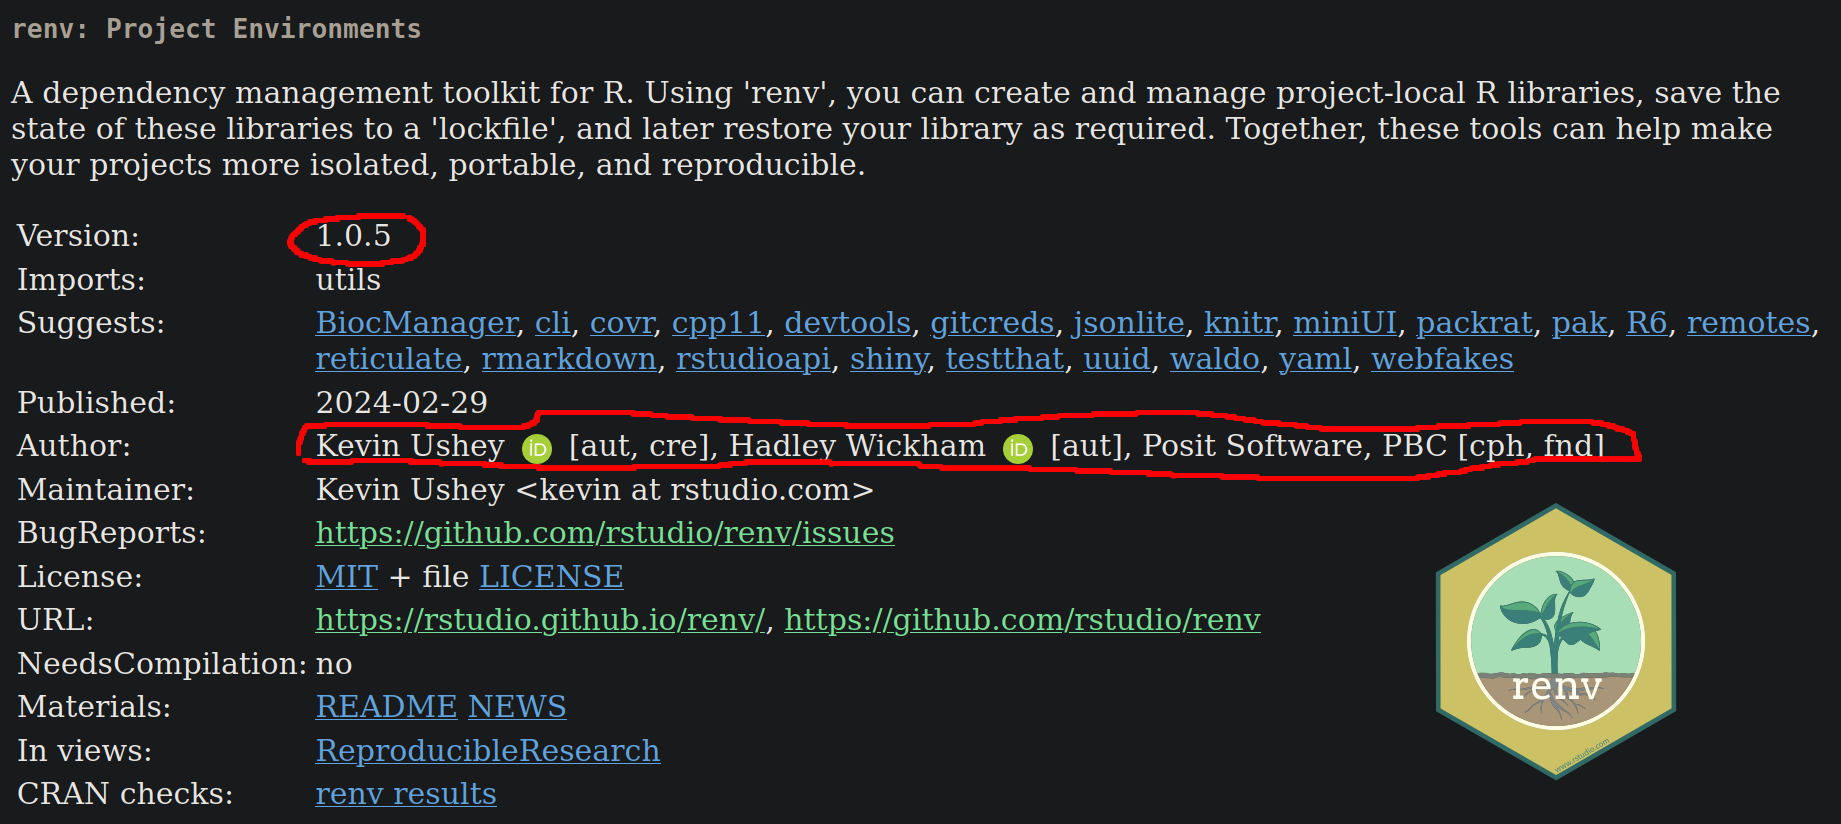 renv: Project Environments
A dependency management toolkit for R. Using 'renv', you can create and manage project-local R libraries, save the
state of these libraries to a 'lockfile', and later restore your library as required. Together, these tools can help make
your projects more isolated, portable, and reproducible.
Version: 1.0.5
Imports: utils
Suggests: BiocManager, cli, covr, cpp11, devtools, gitcreds, jsonlite, knitr, miniUI, packrat, pak, R6, remotes,
reticulate, rmarkdown, rstudioapi, shiny, testthat, uuid, waldo, yaml, webfakes
Published: 2024-02-29
Author: Kevin Ushey iD [aut, cre], Hadley Wickham iD [aut], Posit Software, PBC [cph, fnd]
Maintainer: Kevin Ushey <kevin at rstudio.com>
BugReports: https://github.com/rstudio/renv/issues
License: MIT + file LICENSE
URL: https://rstudio.github.io/renv/, https://github.com/rstudio/renv
NeedsCompilation: no
Materials: README NEWS
In views: ReproducibleResearch
CRAN checks: renv results
renv
www.rstudio.com